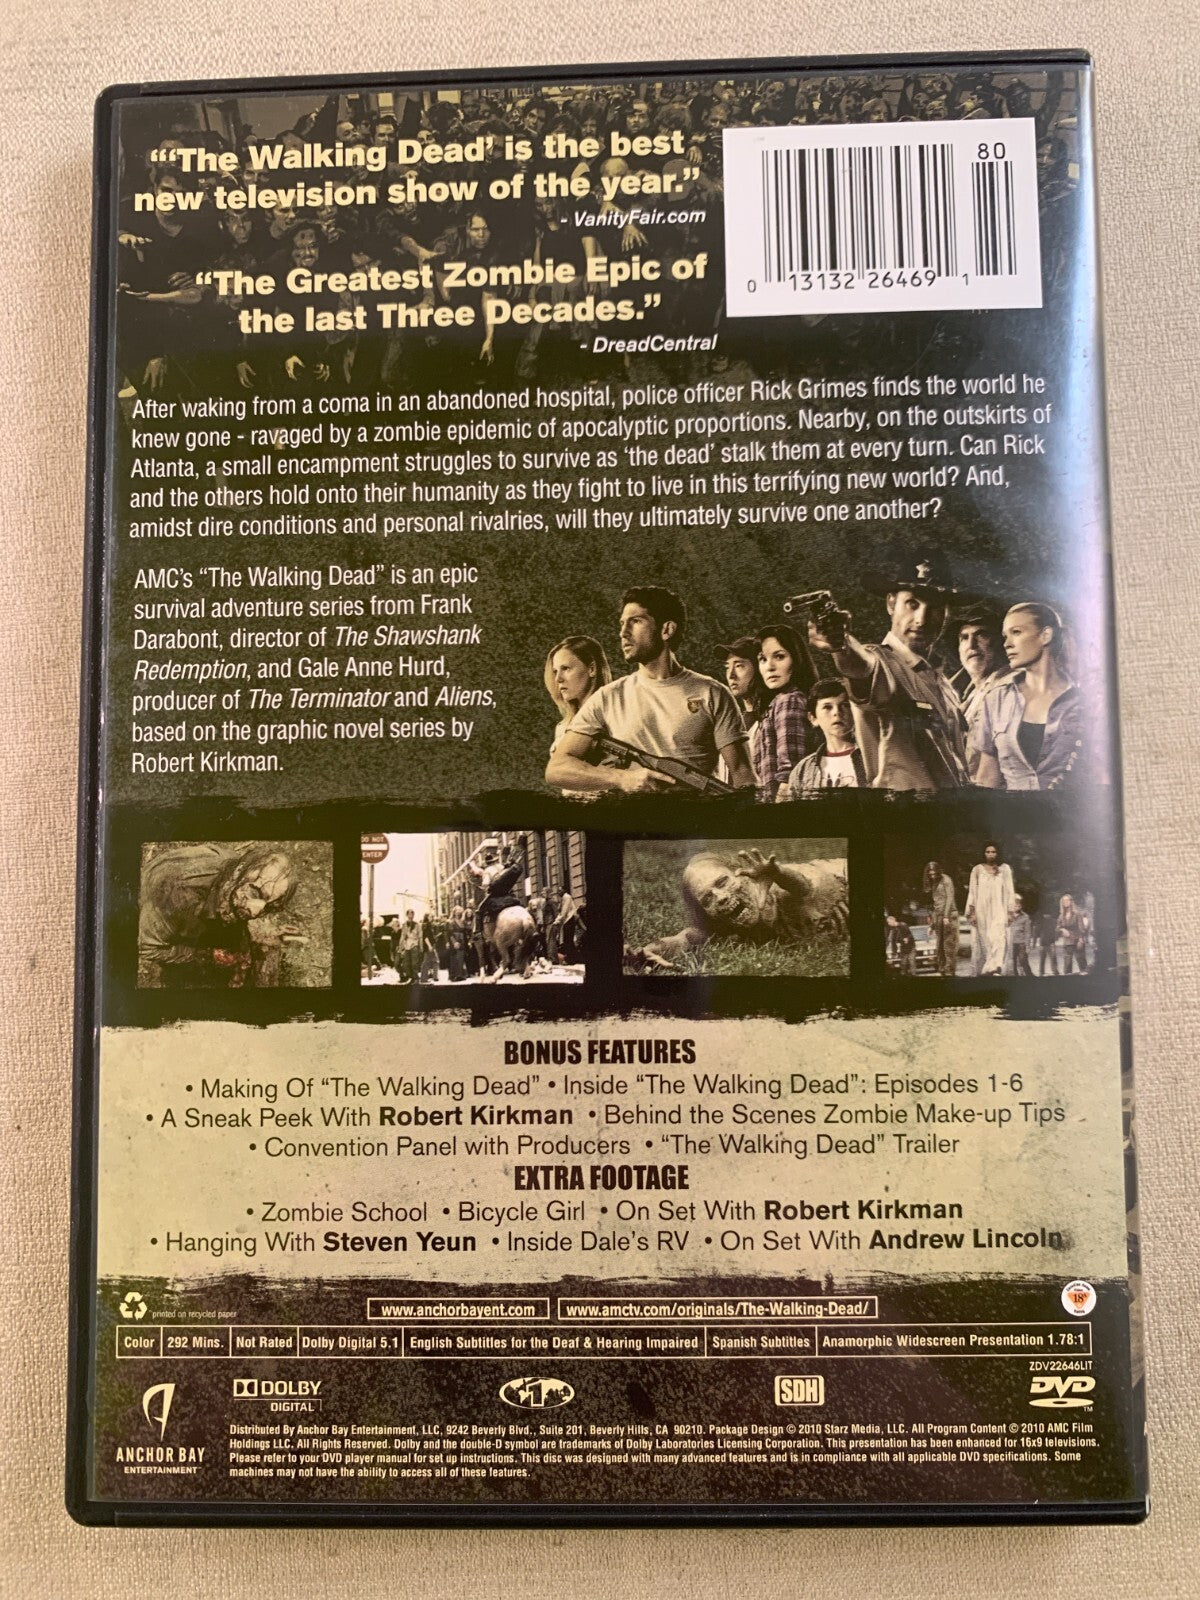 “‘The Walking Dead’ is the best
new television show of the year.”
- VanityFair.com
“The Greatest Zombie Epic of
the last Three Decades.”
- DreadCentral
80
0 13132 26469 1
After waking from a coma in an abandoned hospital, police officer Rick Grimes finds the world he
knew gone - ravaged by a zombie epidemic of apocalyptic proportions. Nearby, on the outskirts of
Atlanta, a small encampment struggles to survive as ‘the dead’ stalk them at every turn. Can Rick
and the others hold onto their humanity as they fight to live in this terrifying new world? And,
amidst dire conditions and personal rivalries, will they ultimately survive one another?
AMC’s “The Walking Dead” is an epic
survival adventure series from Frank
Darabont, director of The Shawshank
Redemption, and Gale Anne Hurd,
producer of The Terminator and Aliens,
based on the graphic novel series by
Robert Kirkman.
DO NOT
ENTER
BONUS FEATURES
• Making Of “The Walking Dead” • Inside “The Walking Dead”: Episodes 1-6
• A Sneak Peek With Robert Kirkman • Behind the Scenes Zombie Make-up Tips
• Convention Panel with Producers • “The Walking Dead” Trailer
EXTRA FOOTAGE
• Zombie School • Bicycle Girl • On Set With Robert Kirkman
• Hanging With Steven Yeun • Inside Dale’s RV • On Set With Andrew Lincoln
printed on recycled paper
www.anchorbayent.com
www.amctv.com/originals/The-Walking-Dead/
18
Color 292 Mins. Not Rated Dolby Digital 5.1 English Subtitles for the Deaf & Hearing Impaired Spanish Subtitles Anamorphic Widescreen Presentation 1.78:1
ZDV22646LIT
DOLBY
DIGITAL
1
SDH
DVD
TM
ANCHOR BAY
ENTERTAINMENT
Distributed By Anchor Bay Entertainment, LLC, 9242 Beverly Blvd., Suite 201, Beverly Hills, CA 90210. Package Design © 2010 Starz Media, LLC. All Program Content © 2010 AMC Film
Holdings LLC. All Rights Reserved. Dolby and the double-D symbol are trademarks of Dolby Laboratories Licensing Corporation. This presentation has been enhanced for 16x9 televisions.
Please refer to your DVD player manual for set up instructions. This disc was designed with many advanced features and is in compliance with all applicable DVD specifications. Some
machines may not have the ability to access all of these features.